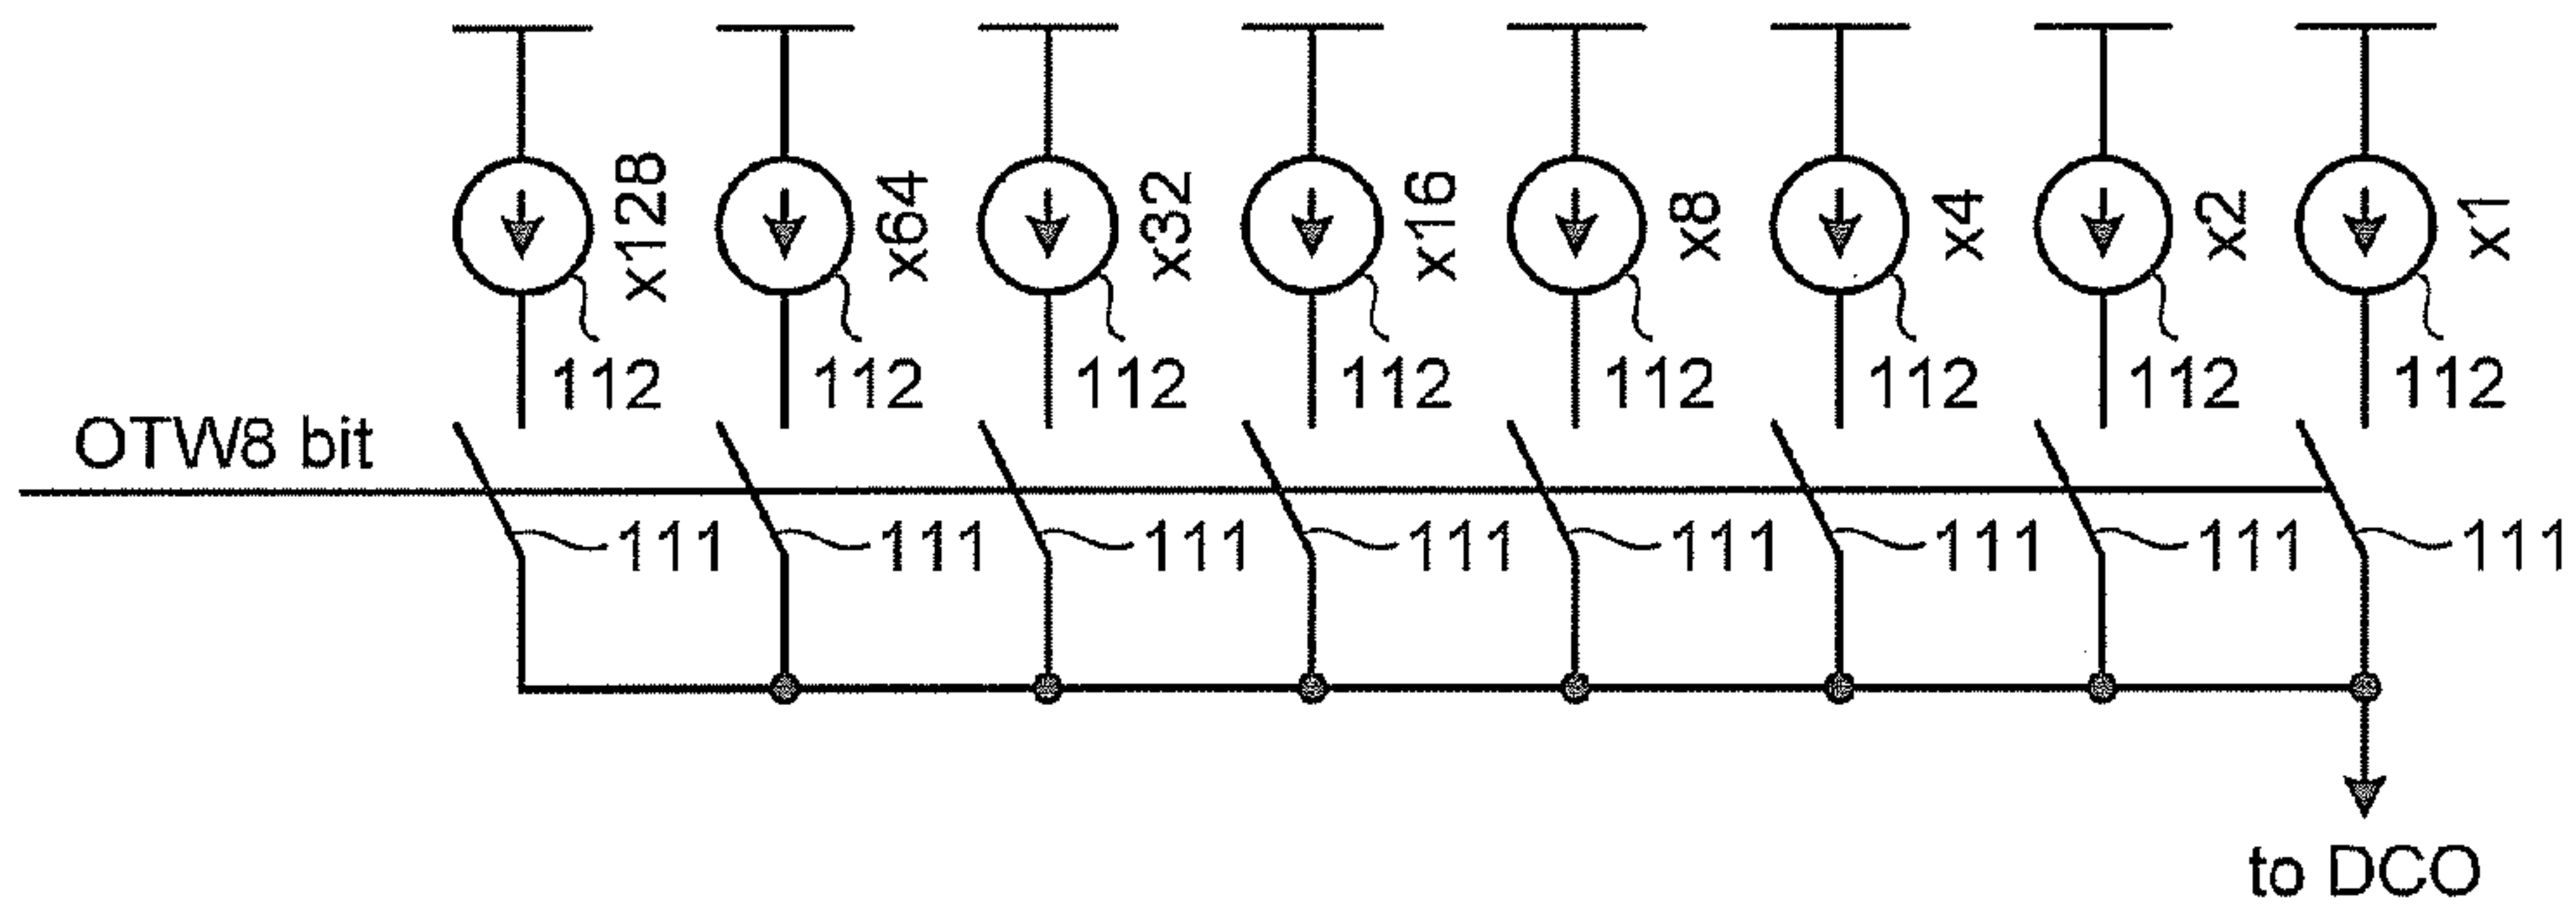 x128 x64 x32 x16 x8 x4 x2 x1
112 112 112 112 112 112 112 112
OTW8 bit
111 111 111 111 111 111 111 111
to DCO